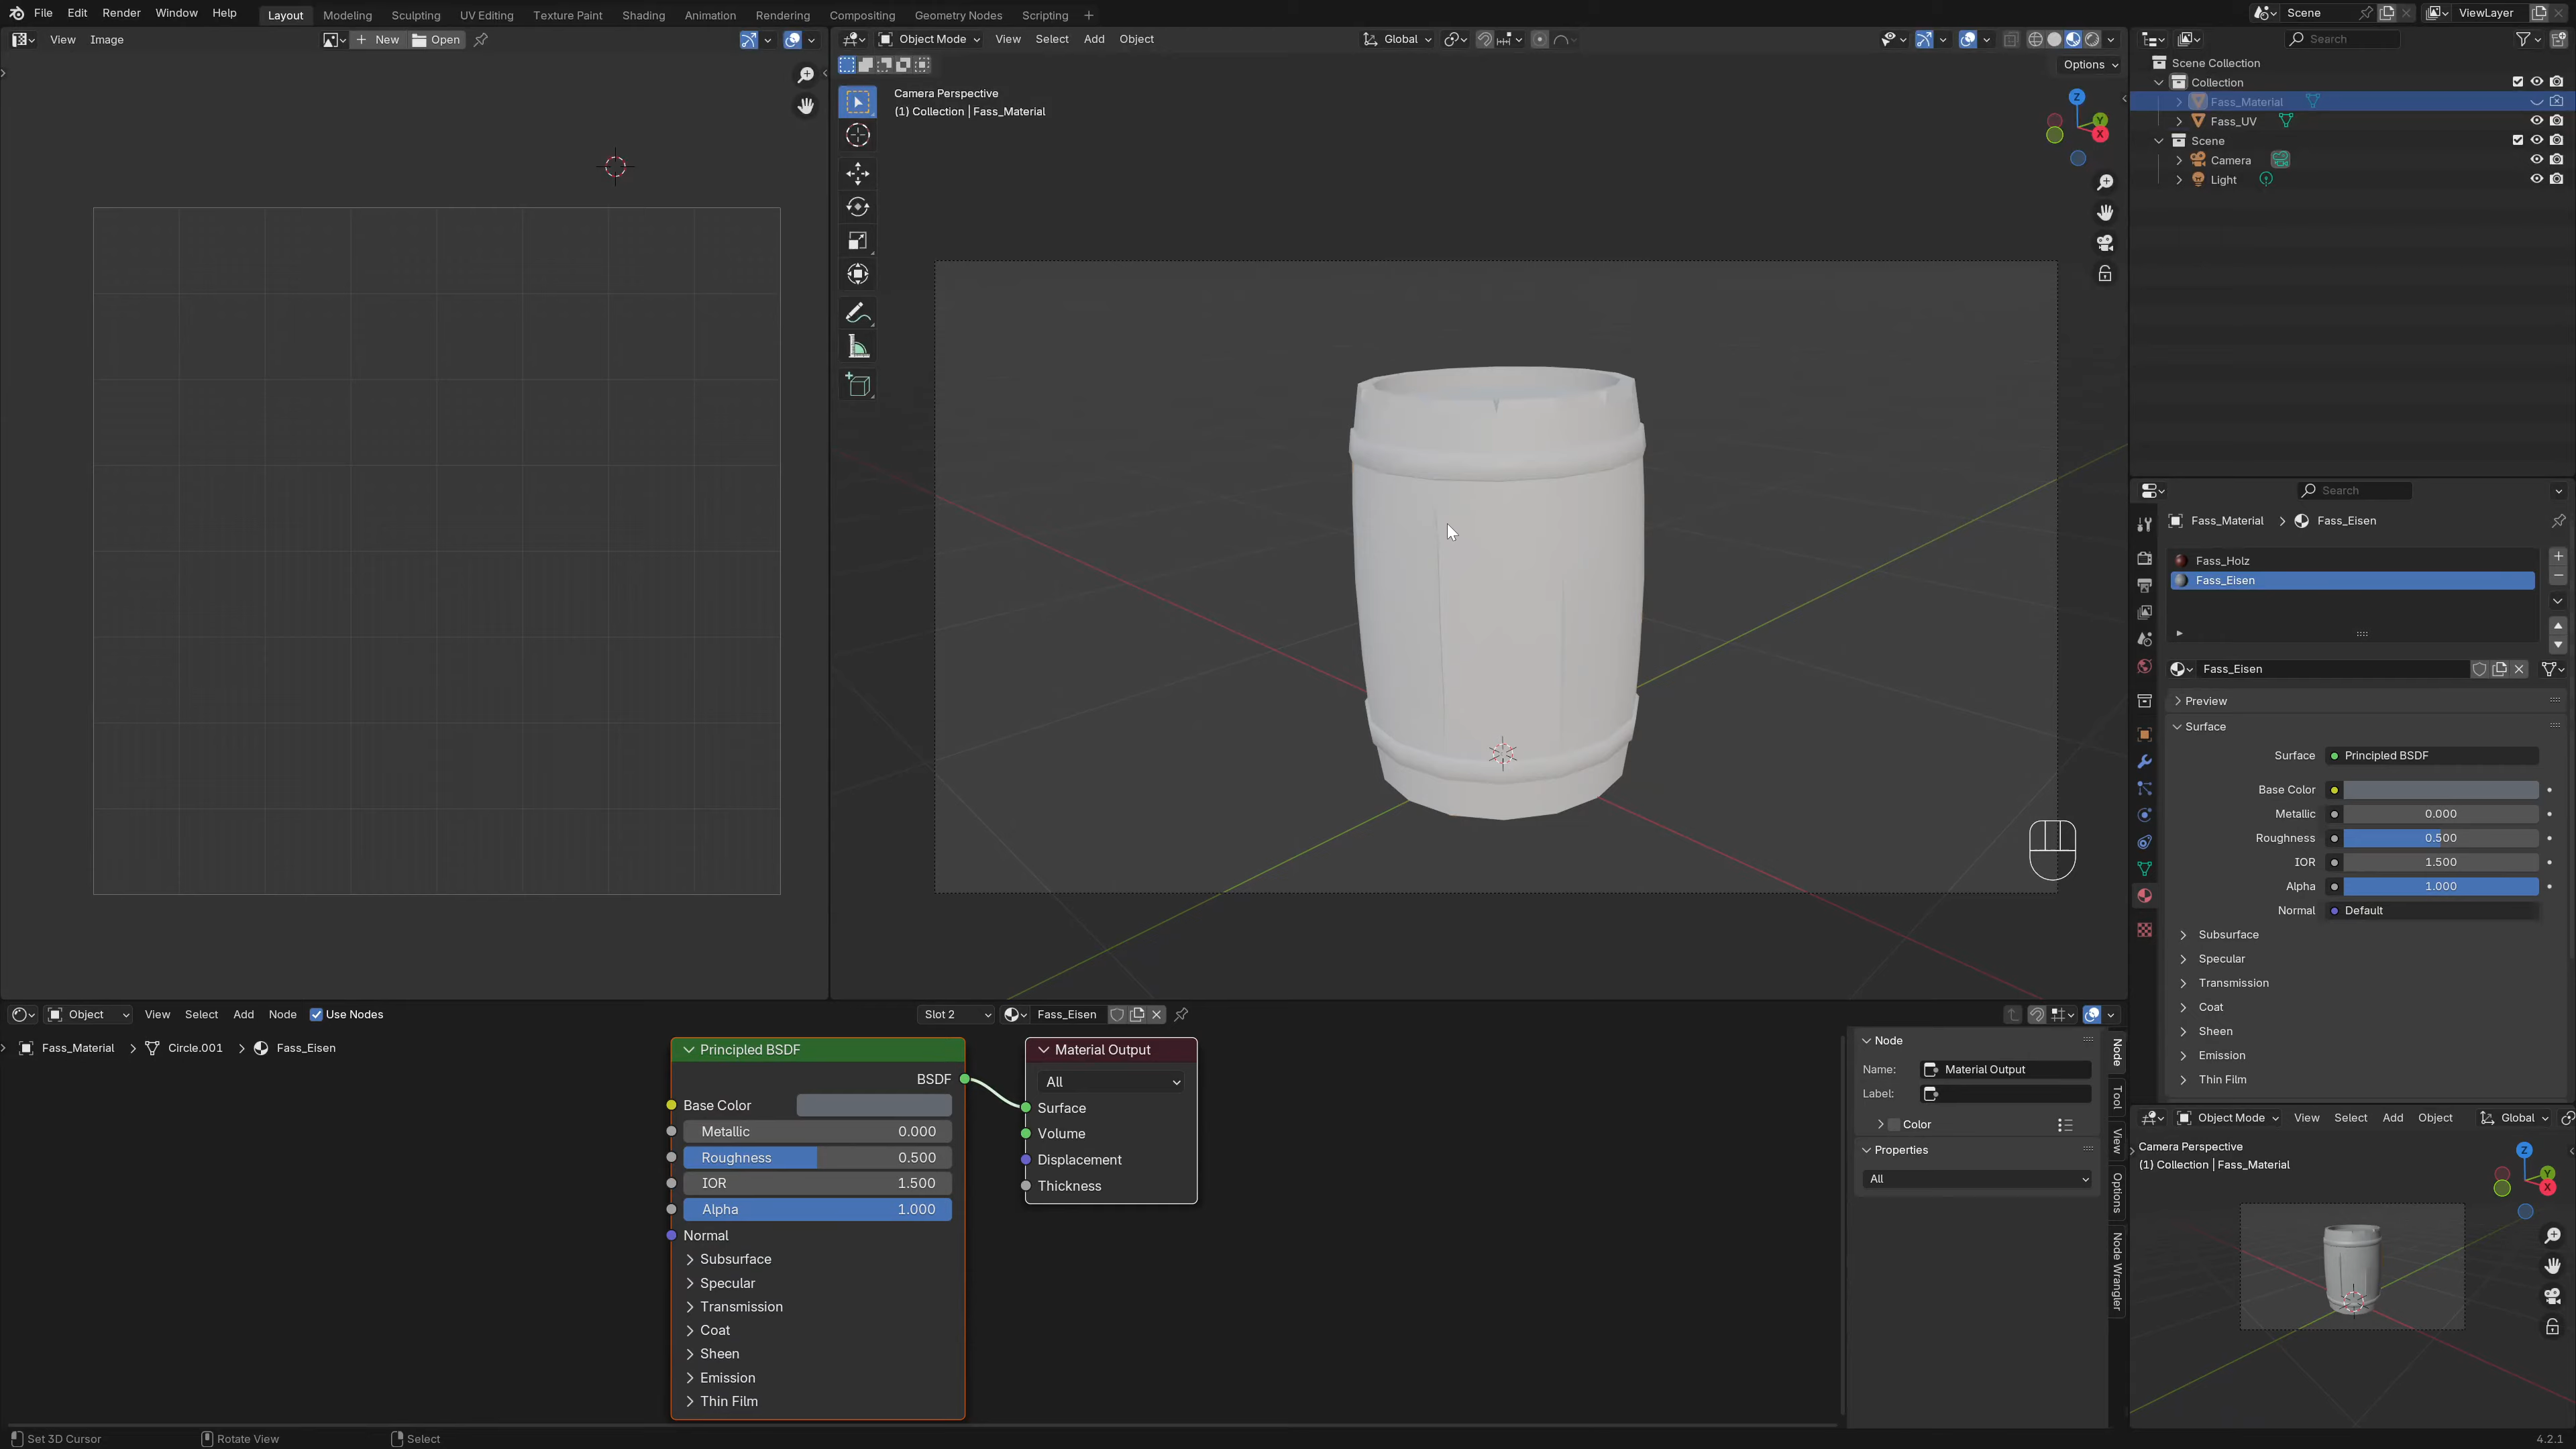 File Edit Render Window Help Layout Modeling Sculpting UV Editing Texture Paint Shading Animation Rendering Compositing Geometry Nodes Scripting + Scene ViewLayer
View Image + New Open
Object Mode View Select Add Object Global
Search
Options
Camera Perspective
(1) Collection | Fass_Material
Z
Y
X
Scene Collection
Collection
Fass_Material
Fass_UV
Scene
Camera
Light
Search
Fass_Material > Fass_Eisen
Fass_Holz
Fass_Eisen
Fass_Eisen
Preview
Surface
Surface Principled BSDF
Base Color
Metallic 0.000
Roughness 0.500
IOR 1.500
Alpha 1.000
Normal Default
Subsurface
Specular
Transmission
Coat
Sheen
Emission
Thin Film
Object View Select Add Node Use Nodes Slot 2 Fass_Eisen
Fass_Material > Circle.001 > Fass_Eisen
Principled BSDF
BSDF
Base Color
Metallic 0.000
Roughness 0.500
IOR 1.500
Alpha 1.000
Normal
Subsurface
Specular
Transmission
Coat
Sheen
Emission
Thin Film
Material Output
All
Surface
Volume
Displacement
Thickness
Node
Name: Material Output
Label:
Color
Properties
All
Node
Tool
View
Options
Node Wrangler
Object Mode View Select Add Object Global
Camera Perspective
(1) Collection | Fass_Material
Z
Y
X
Set 3D Cursor Rotate View Select 4.2.1